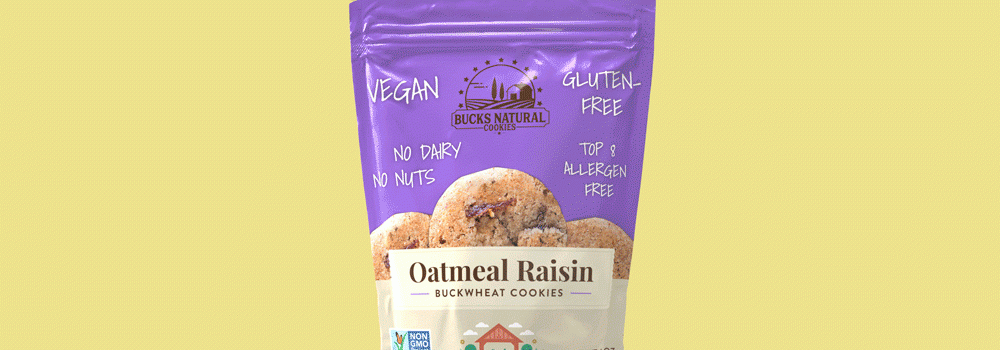 VEGAN
GLUTEN-
FREE
BUCKS NATURAL
COOKIES
NO DAIRY
NO NUTS
TOP 8
ALLERGEN
FREE
Oatmeal Raisin
BUCKWHEAT COOKIES
NON
GMO